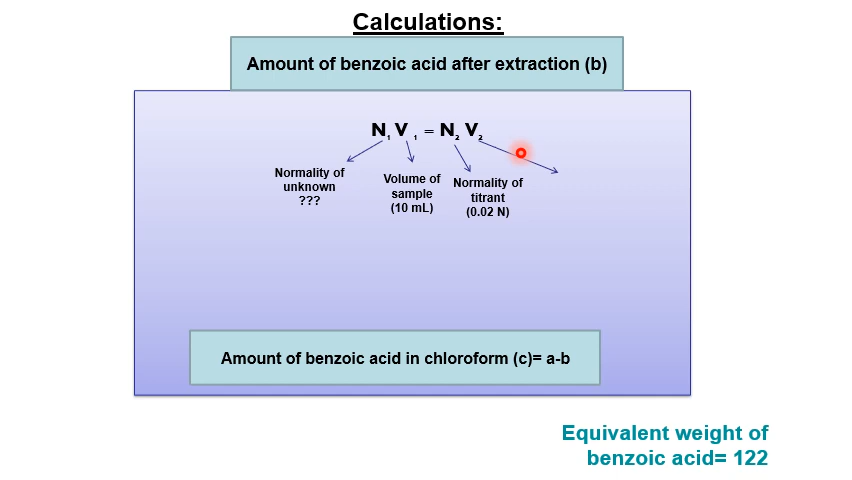 Calculations:
Amount of benzoic acid after extraction (b)
N₁ V ₁ = N₂ V₂
Normality of
unknown
???
Volume of
sample
(10 mL)
Normality of
titrant
(0.02 N)
Amount of benzoic acid in chloroform (c)= a-b
Equivalent weight of
benzoic acid= 122